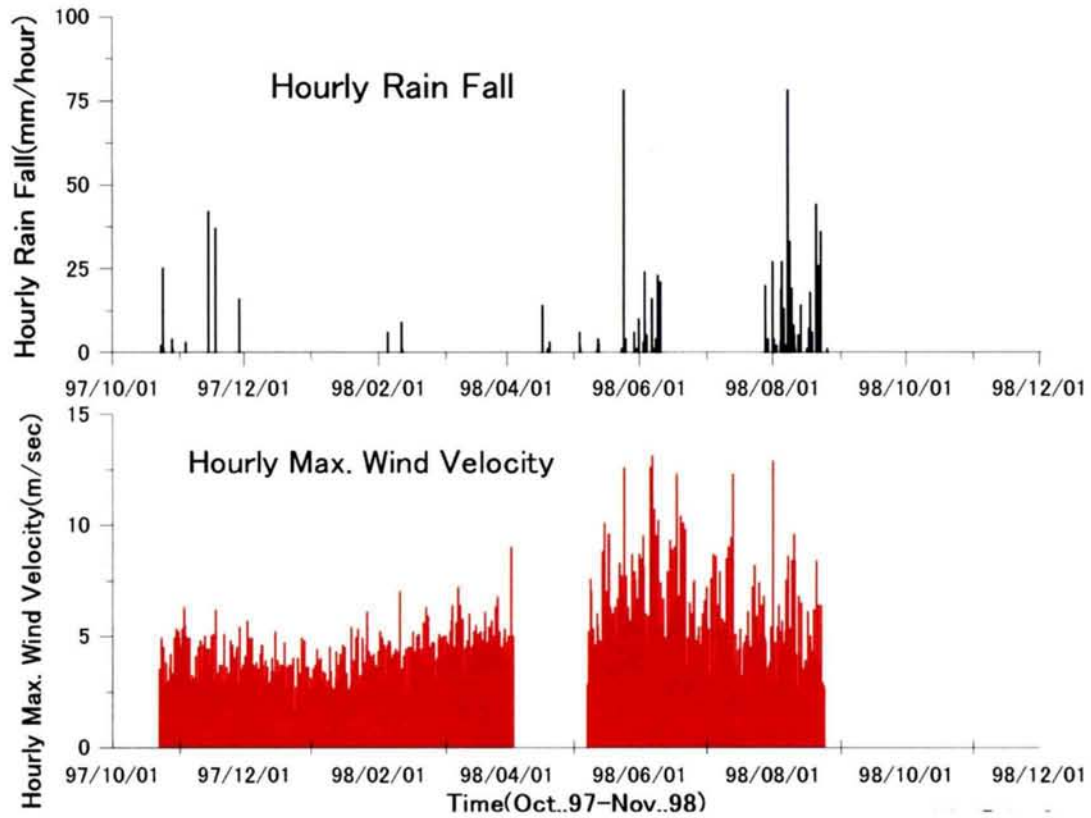 100
75
50
25
0
Hourly Rain Fall(mm/hour)
Hourly Rain Fall
97/10/01 97/12/01 98/02/01 98/04/01 98/06/01 98/08/01 98/10/01 98/12/01
15
10
5
0
Hourly Max. Wind Velocity(m/sec)
Hourly Max. Wind Velocity
97/10/01 97/12/01 98/02/01 98/04/01 98/06/01 98/08/01 98/10/01 98/12/01
Time(Oct..97-Nov..98)